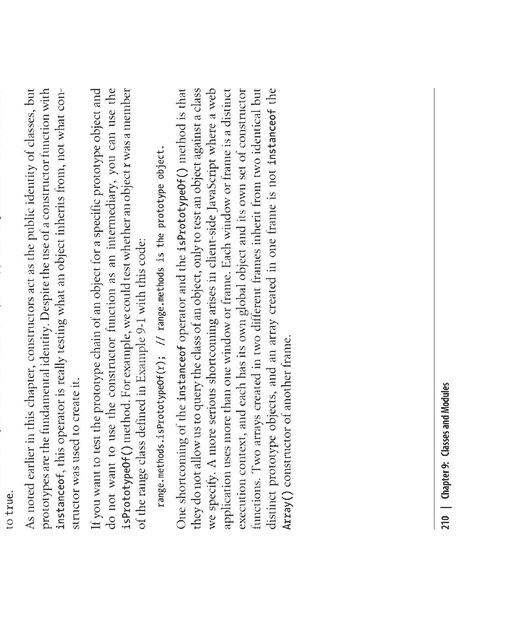 to true.
As noted earlier in this chapter, constructors act as the public identity of classes, but
prototypes are the fundamental identity. Despite the use of a constructor function with
instanceof, this operator is really testing what an object inherits from, not what con-
structor was used to create it.
If you want to test the prototype chain of an object for a specific prototype object and
do not want to use the constructor function as an intermediary, you can use the
isPrototypeOf() method. For example, we could test whether an object r was a member
of the range class defined in Example 9-1 with this code:
range.methods.isPrototypeOf(r); // range.methods is the prototype object.
One shortcoming of the instanceof operator and the isPrototypeOf() method is that
they do not allow us to query the class of an object, only to test an object against a class
we specify. A more serious shortcoming arises in client-side JavaScript where a web
application uses more than one window or frame. Each window or frame is a distinct
execution context, and each has its own global object and its own set of constructor
functions. Two arrays created in two different frames inherit from two identical but
distinct prototype objects, and an array created in one frame is not instanceof the
Array() constructor of another frame.
210 | Chapter 9: Classes and Modules